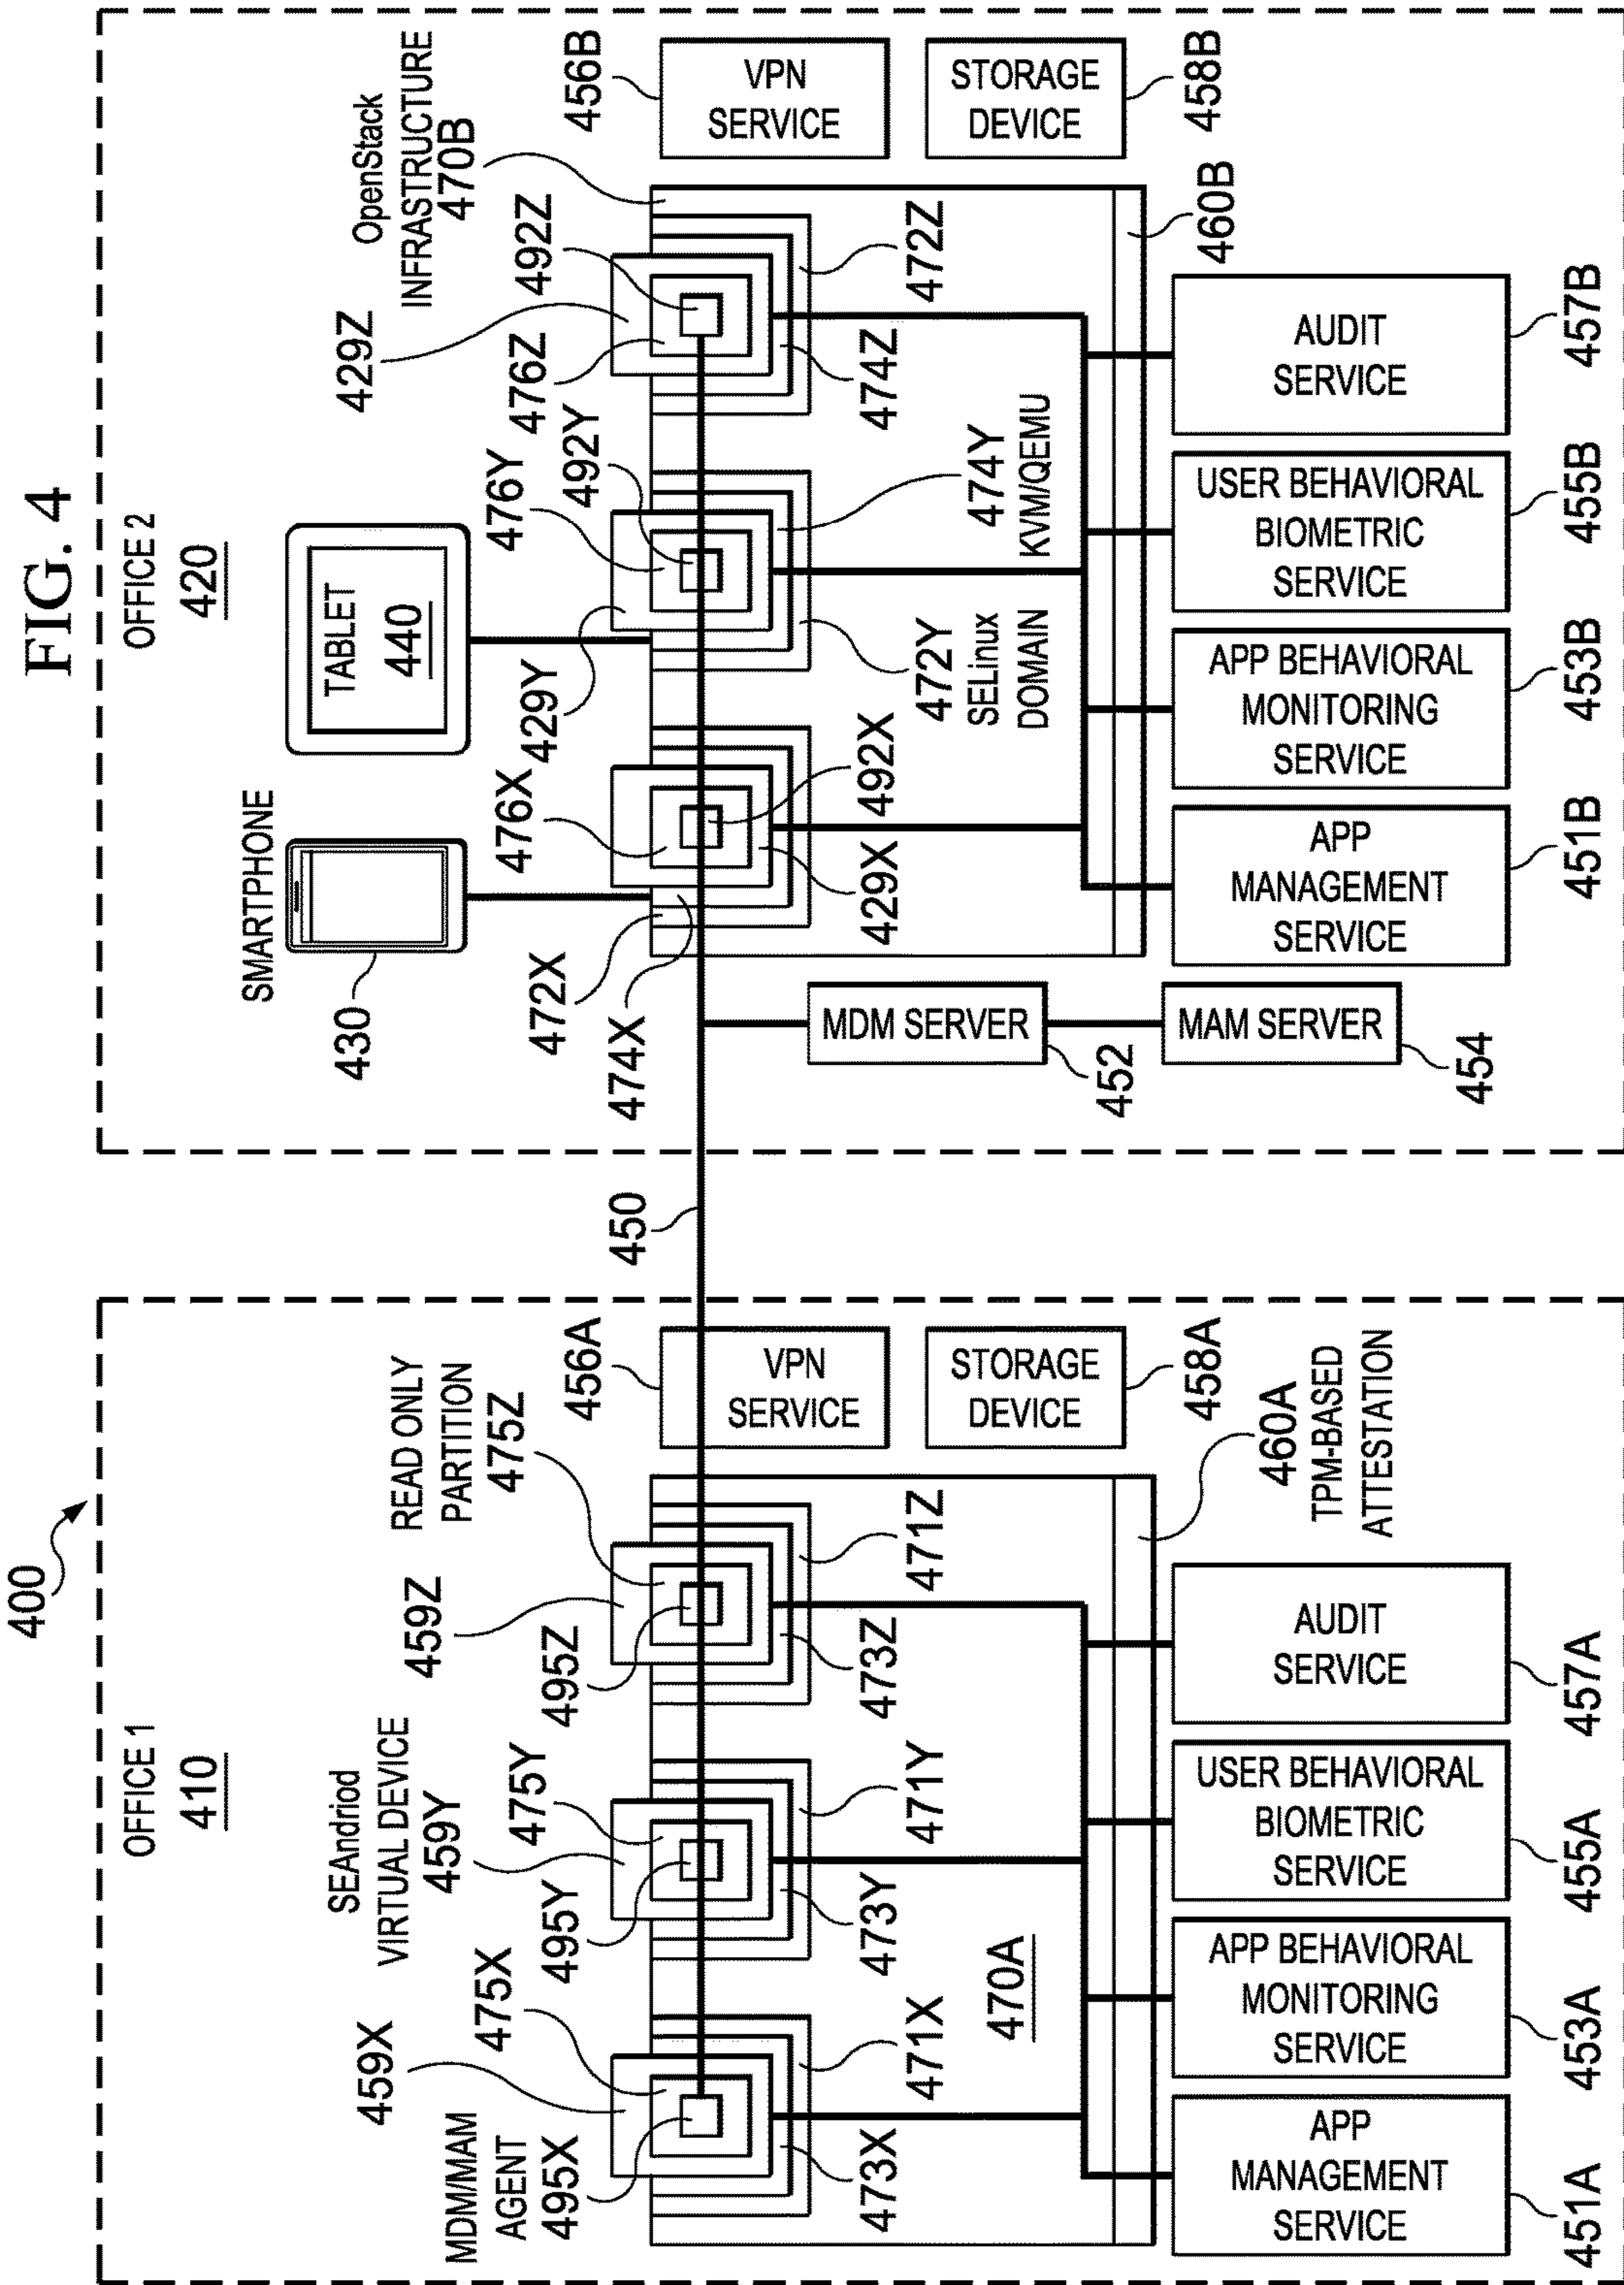 FIG. 4
400
OFFICE 1
410
MDM/MAM
AGENT
495X
459X
475X
SEAndriod
VIRTUAL DEVICE
459Y
495Y
475Y
459Z
495Z
READ ONLY
PARTITION
475Z
473X
471X
473Y
471Y
473Z
471Z
470A
456A
VPN
SERVICE
STORAGE
DEVICE
458A
460A
TPM-BASED
ATTESTATION
APP
MANAGEMENT
SERVICE
451A
APP BEHAVIORAL
MONITORING
SERVICE
453A
USER BEHAVIORAL
BIOMETRIC
SERVICE
455A
AUDIT
SERVICE
457A
450
OFFICE 2
420
SMARTPHONE
430
TABLET
440
472X
474X
476X
429Y
476Y
492Y
429Z
476Z
492Z
OpenStack
INFRASTRUCTURE
470B
429X
492X
472Y
SELinux
DOMAIN
474Y
KVM/QEMU
474Z
472Z
456B
VPN
SERVICE
STORAGE
DEVICE
458B
460B
MDM SERVER
452
MAM SERVER
454
APP
MANAGEMENT
SERVICE
451B
APP BEHAVIORAL
MONITORING
SERVICE
453B
USER BEHAVIORAL
BIOMETRIC
SERVICE
455B
AUDIT
SERVICE
457B